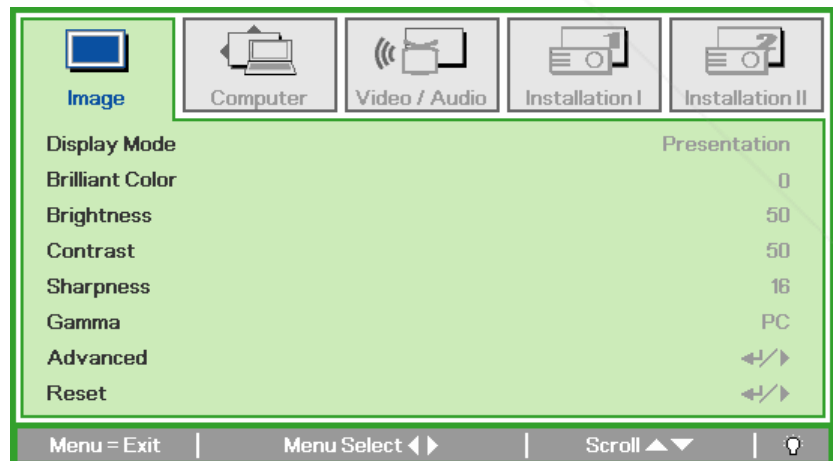 Image Computer Video / Audio Installation I Installation II
Display Mode Presentation
Brilliant Color 0
Brightness 50
Contrast 50
Sharpness 16
Gamma PC
Advanced ↵/▶
Reset ↵/▶
Menu = Exit | Menu Select ◀▶ | Scroll ▲▼ |